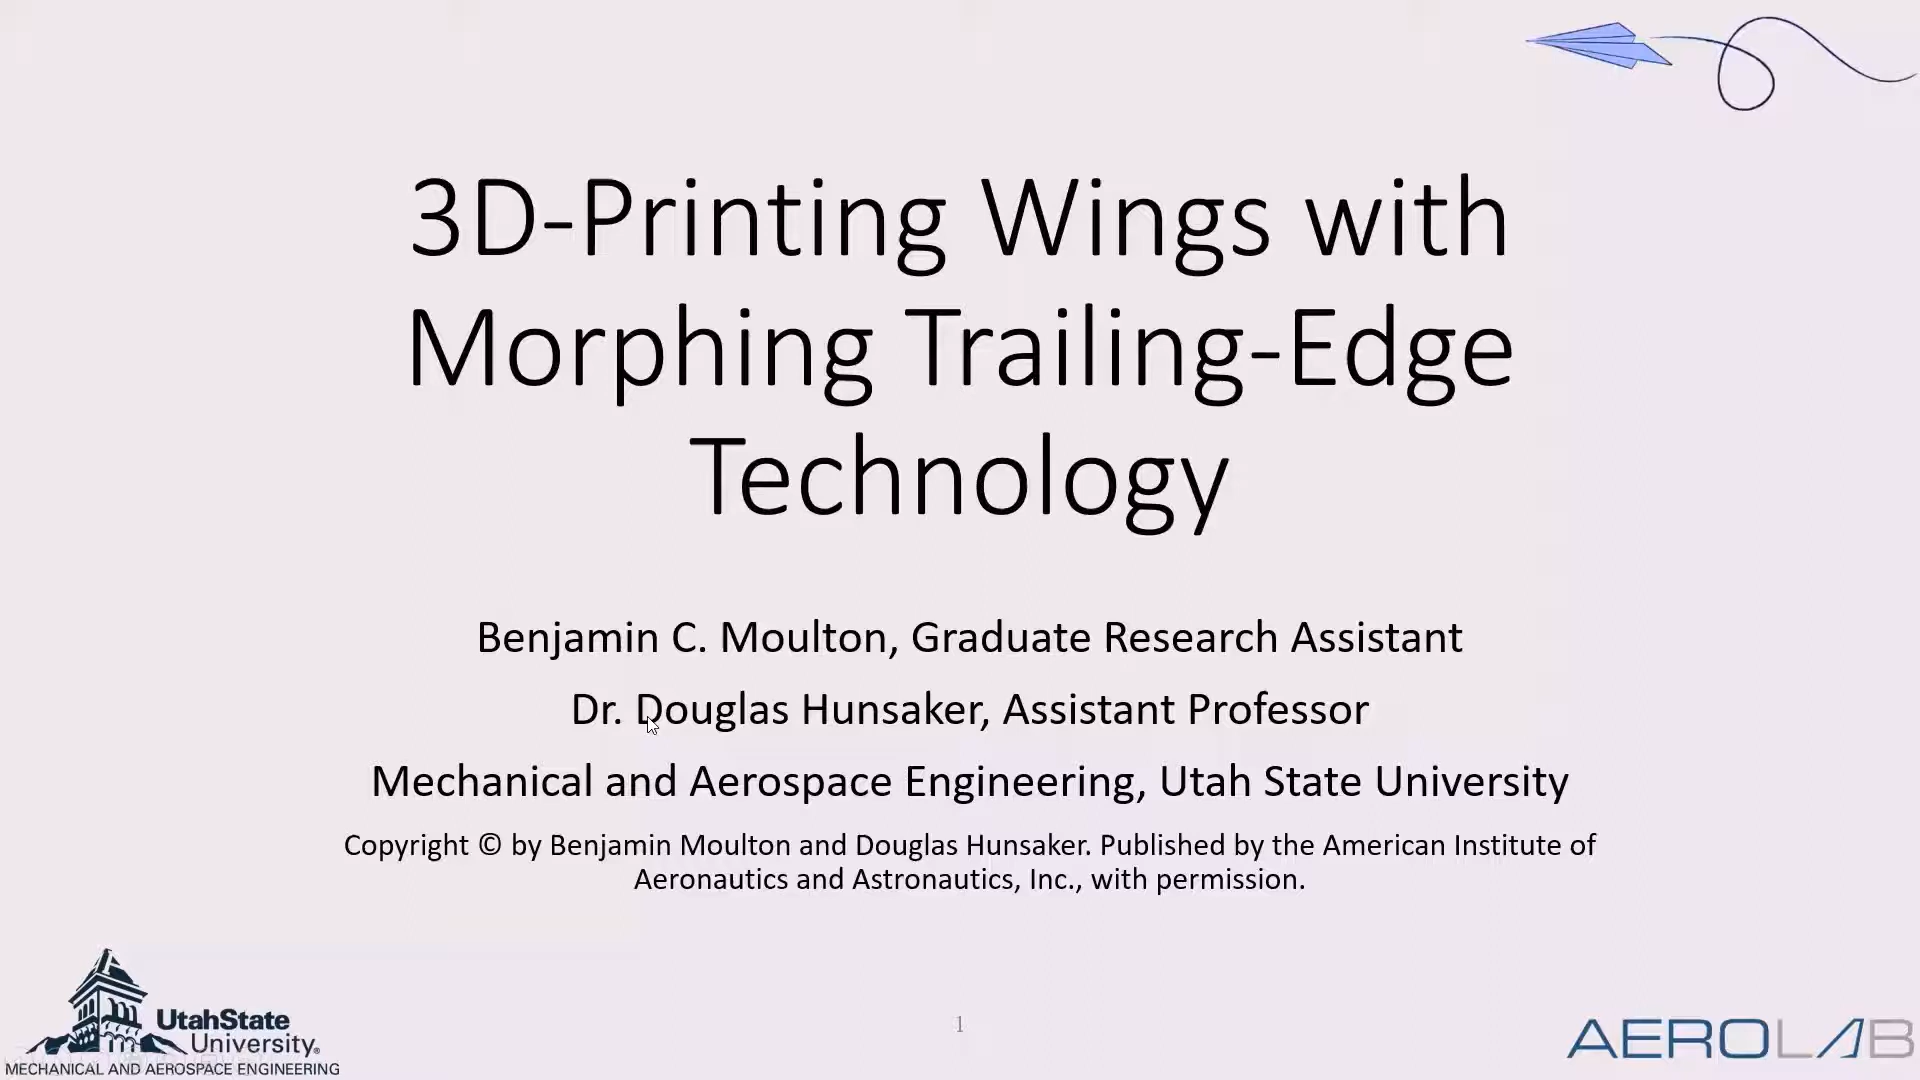 3D-Printing Wings with
Morphing Trailing-Edge
Technology
Benjamin C. Moulton, Graduate Research Assistant
Dr. Douglas Hunsaker, Assistant Professor
Mechanical and Aerospace Engineering, Utah State University
Copyright © by Benjamin Moulton and Douglas Hunsaker. Published by the American Institute of
Aeronautics and Astronautics, Inc., with permission.
UtahState
University®
MECHANICAL AND AEROSPACE ENGINEERING
1
AEROLAB